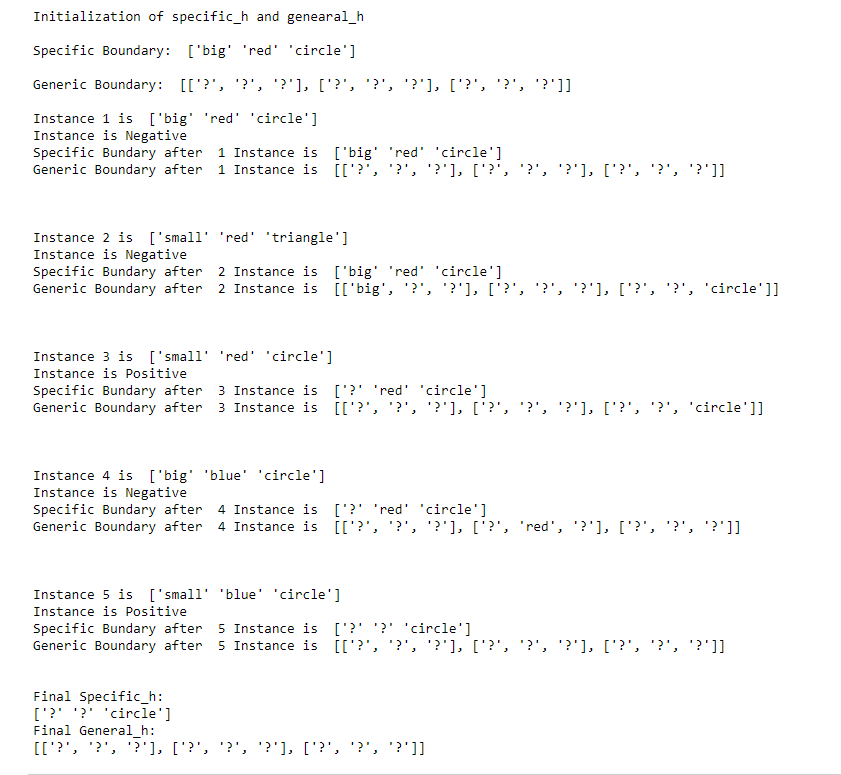 Initialization of specific_h and genearal_h
Specific Boundary:  ['big' 'red' 'circle']
Generic Boundary:  [['?', '?', '?'], ['?', '?', '?'], ['?', '?', '?']]
Instance 1 is  ['big' 'red' 'circle']
Instance is Negative
Specific Bundary after  1 Instance is  ['big' 'red' 'circle']
Generic Boundary after  1 Instance is  [['?', '?', '?'], ['?', '?', '?'], ['?', '?', '?']]
Instance 2 is  ['small' 'red' 'triangle']
Instance is Negative
Specific Bundary after  2 Instance is  ['big' 'red' 'circle']
Generic Boundary after  2 Instance is  [['big', '?', '?'], ['?', '?', '?'], ['?', '?', 'circle']]
Instance 3 is  ['small' 'red' 'circle']
Instance is Positive
Specific Bundary after  3 Instance is  ['?' 'red' 'circle']
Generic Boundary after  3 Instance is  [['?', '?', '?'], ['?', '?', '?'], ['?', '?', 'circle']]
Instance 4 is  ['big' 'blue' 'circle']
Instance is Negative
Specific Bundary after  4 Instance is  ['?' 'red' 'circle']
Generic Boundary after  4 Instance is  [['?', '?', '?'], ['?', 'red', '?'], ['?', '?', '?']]
Instance 5 is  ['small' 'blue' 'circle']
Instance is Positive
Specific Bundary after  5 Instance is  ['?' '?' 'circle']
Generic Boundary after  5 Instance is  [['?', '?', '?'], ['?', '?', '?'], ['?', '?', '?']]
Final Specific_h:
['?' '?' 'circle']
Final General_h:
[['?', '?', '?'], ['?', '?', '?'], ['?', '?', '?']]